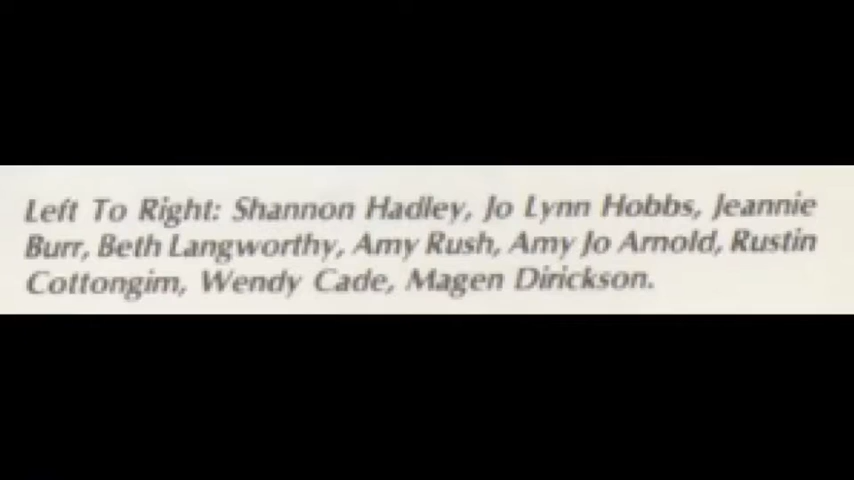 Left To Right: Shannon Hadley, Jo Lynn Hobbs, Jeannie
Burr, Beth Langworthy, Amy Rush, Amy Jo Arnold, Rustin
Cottongim, Wendy Cade, Magen Dirickson.